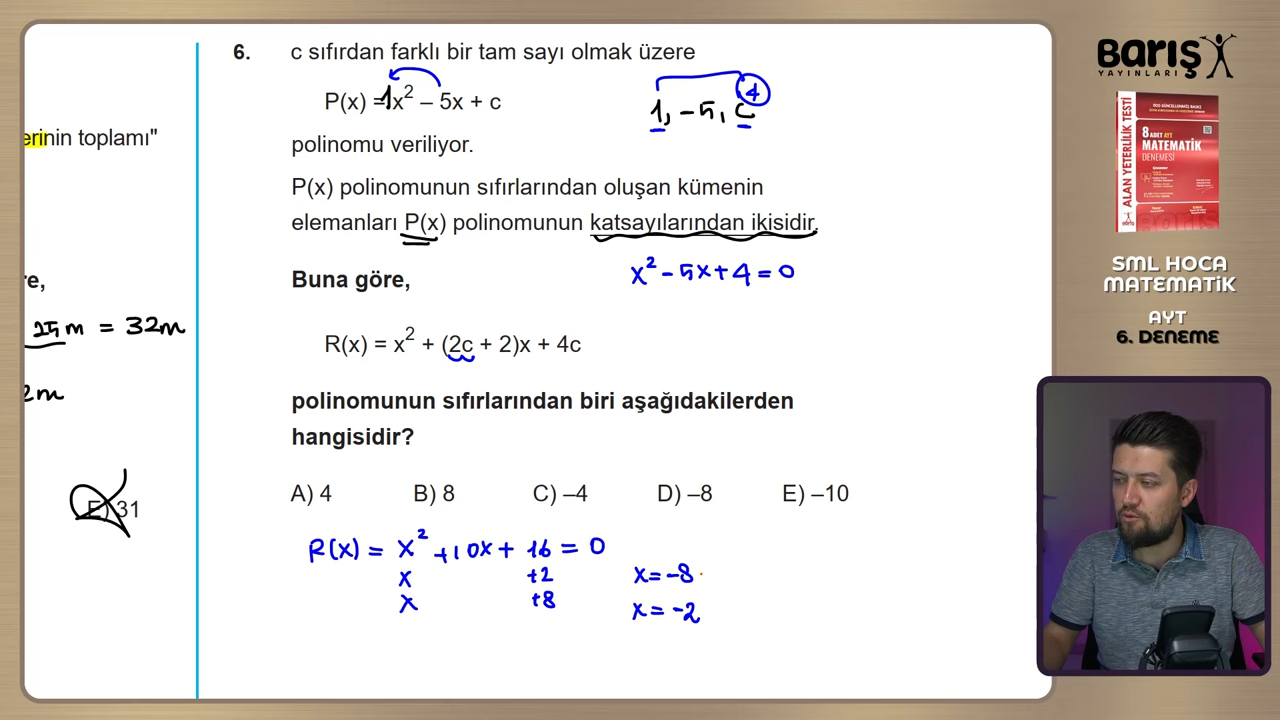 erinin toplamı"
re,
25m = 32m
2m
E) 31
6. c sıfırdan farklı bir tam sayı olmak üzere
P(x) = 1x² – 5x + c
1, -5, c 4
polinomu veriliyor.
P(x) polinomunun sıfırlarından oluşan kümenin
elemanları P(x) polinomunun katsayılarından ikisidir.
x² - 5x + 4 = 0
Buna göre,
R(x) = x² + (2c + 2)x + 4c
polinomunun sıfırlarından biri aşağıdakilerden
hangisidir?
A) 4 B) 8 C) –4 D) –8 E) –10
R(x) = x² + 10x + 16 = 0
x +2 x = -8
x +8 x = -2
BARIŞ
YAYINLARI
ALAN YETERLİLİK TESTİ
8 ADET AYT
MATEMATİK
DENEMESİ
SML HOCA
MATEMATİK
AYT
6. DENEME